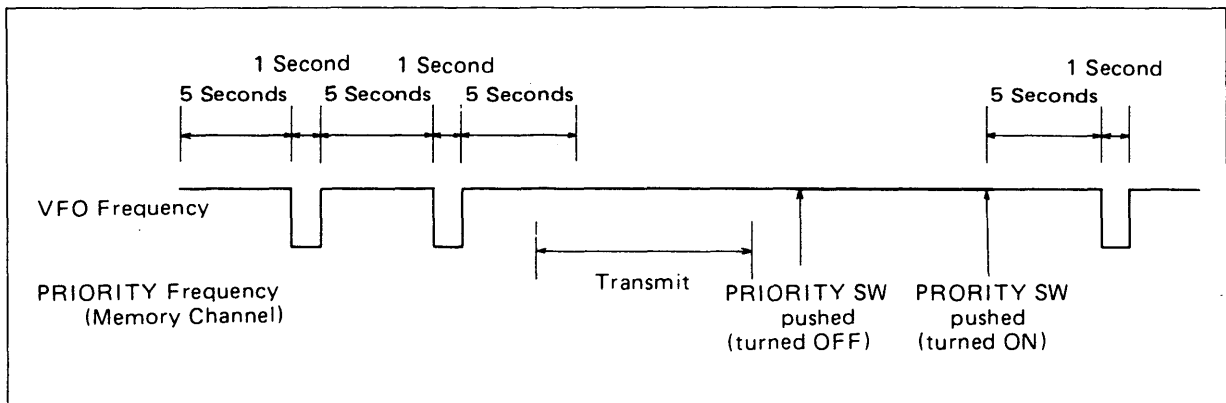 1 Second 1 Second
5 Seconds 5 Seconds 5 Seconds
1 Second
5 Seconds
VFO Frequency
Transmit
PRIORITY Frequency
(Memory Channel)
PRIORITY SW
pushed
(turned OFF)
PRORITY SW
pushed
(turned ON)